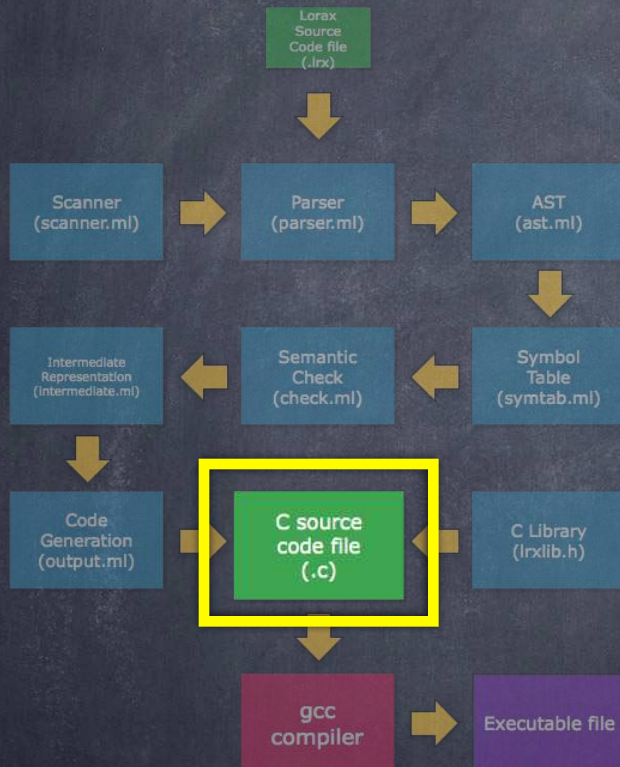 Lorax
Source
Code file
(.lrx)
Scanner
(scanner.ml)
Parser
(parser.ml)
AST
(ast.ml)
Intermediate
Representation
(intermediate.ml)
Semantic
Check
(check.ml)
Symbol
Table
(symtab.ml)
Code
Generation
(output.ml)
C source
code file
(.c)
C Library
(lrxlib.h)
gcc
compiler
Executable file